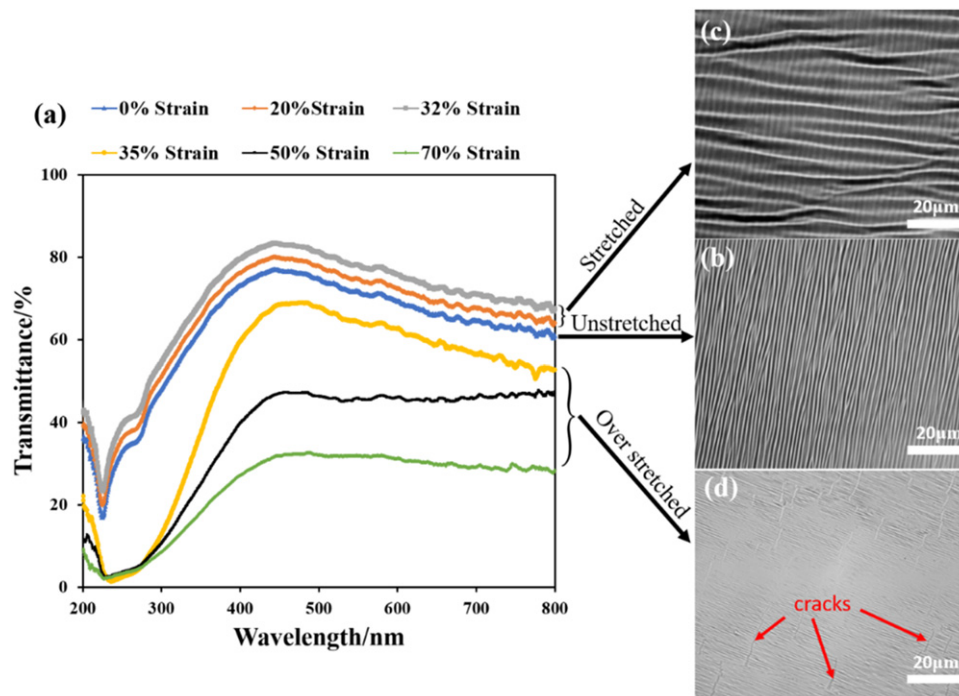 (a)
0% Strain
20%Strain
32% Strain
35% Strain
50% Strain
70% Strain
Transmittance/%
100
80
60
40
20
0
200
300
400
500
600
700
800
Wavelength/nm
Stretched
Unstretched
Over stretched
(c)
20μm
(b)
20μm
(d)
cracks
20μm